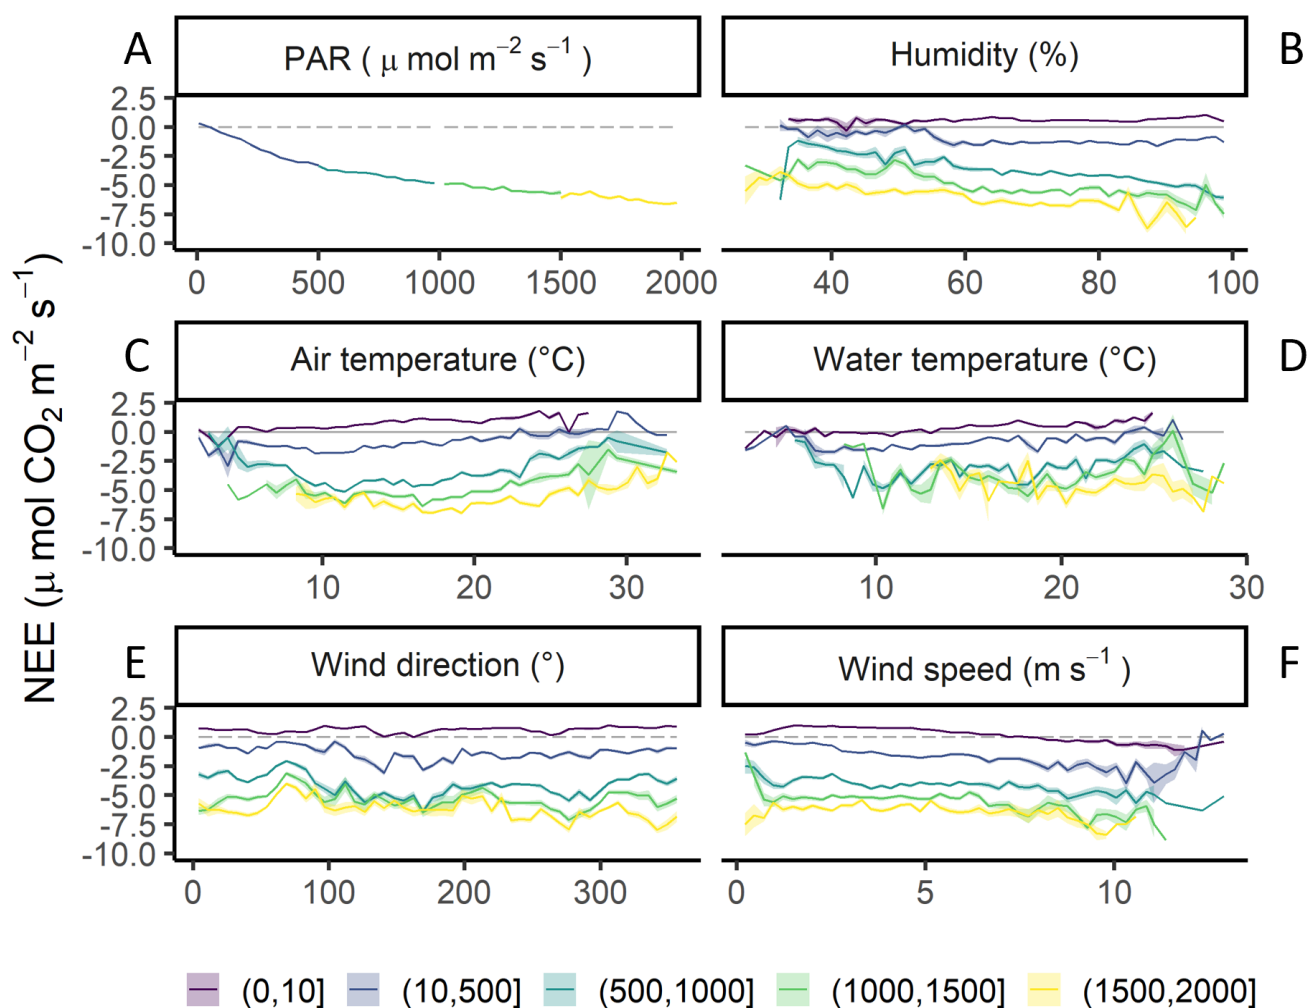 A
PAR ( μ mol m⁻² s⁻¹ )
Humidity (%)
B
2.5
0.0
-2.5
-5.0
-7.5
-10.0
0 500 1000 1500 2000
40 60 80 100
C
Air temperature (°C)
Water temperature (°C)
D
2.5
0.0
-2.5
-5.0
-7.5
-10.0
10 20 30
10 20 30
E
Wind direction (°)
Wind speed (m s⁻¹ )
F
2.5
0.0
-2.5
-5.0
-7.5
-10.0
0 100 200 300
0 5 10
NEE (μ mol CO₂ m⁻² s⁻¹)
(0,10] (10,500] (500,1000] (1000,1500] (1500,2000]